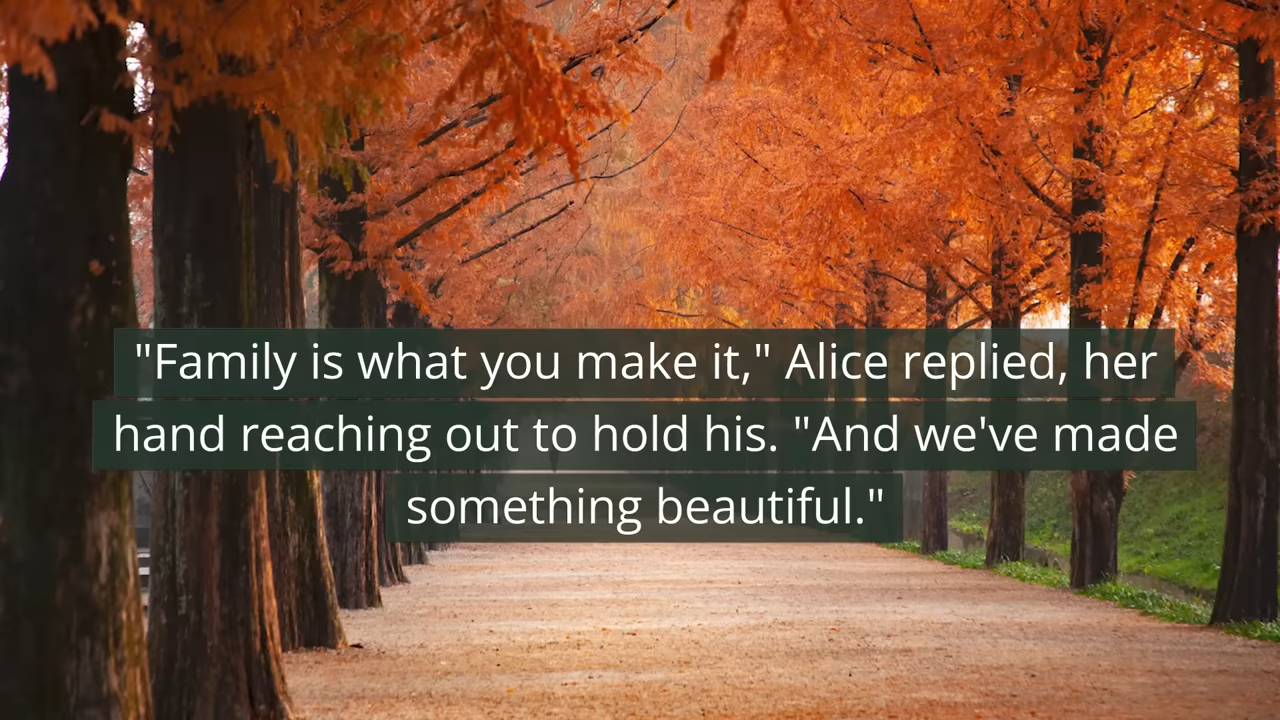 "Family is what you make it," Alice replied, her
hand reaching out to hold his. "And we've made
something beautiful."